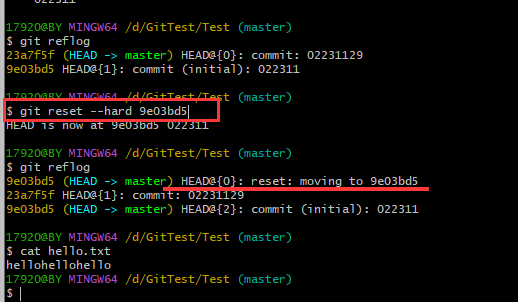 022311
17920@BY MINGW64 /d/GitTest/Test (master)
$ git reflog
23a7f5f (HEAD -> master) HEAD@{0}: commit: 02231129
9e03bd5 HEAD@{1}: commit (initial): 022311
17920@BY MINGW64 /d/GitTest/Test (master)
$ git reset --hard 9e03bd5
HEAD is now at 9e03bd5 022311
17920@BY MINGW64 /d/GitTest/Test (master)
$ git reflog
9e03bd5 (HEAD -> master) HEAD@{0}: reset: moving to 9e03bd5
23a7f5f HEAD@{1}: commit: 02231129
9e03bd5 (HEAD -> master) HEAD@{2}: commit (initial): 022311
17920@BY MINGW64 /d/GitTest/Test (master)
$ cat hello.txt
hellohellohello
17920@BY MINGW64 /d/GitTest/Test (master)
$